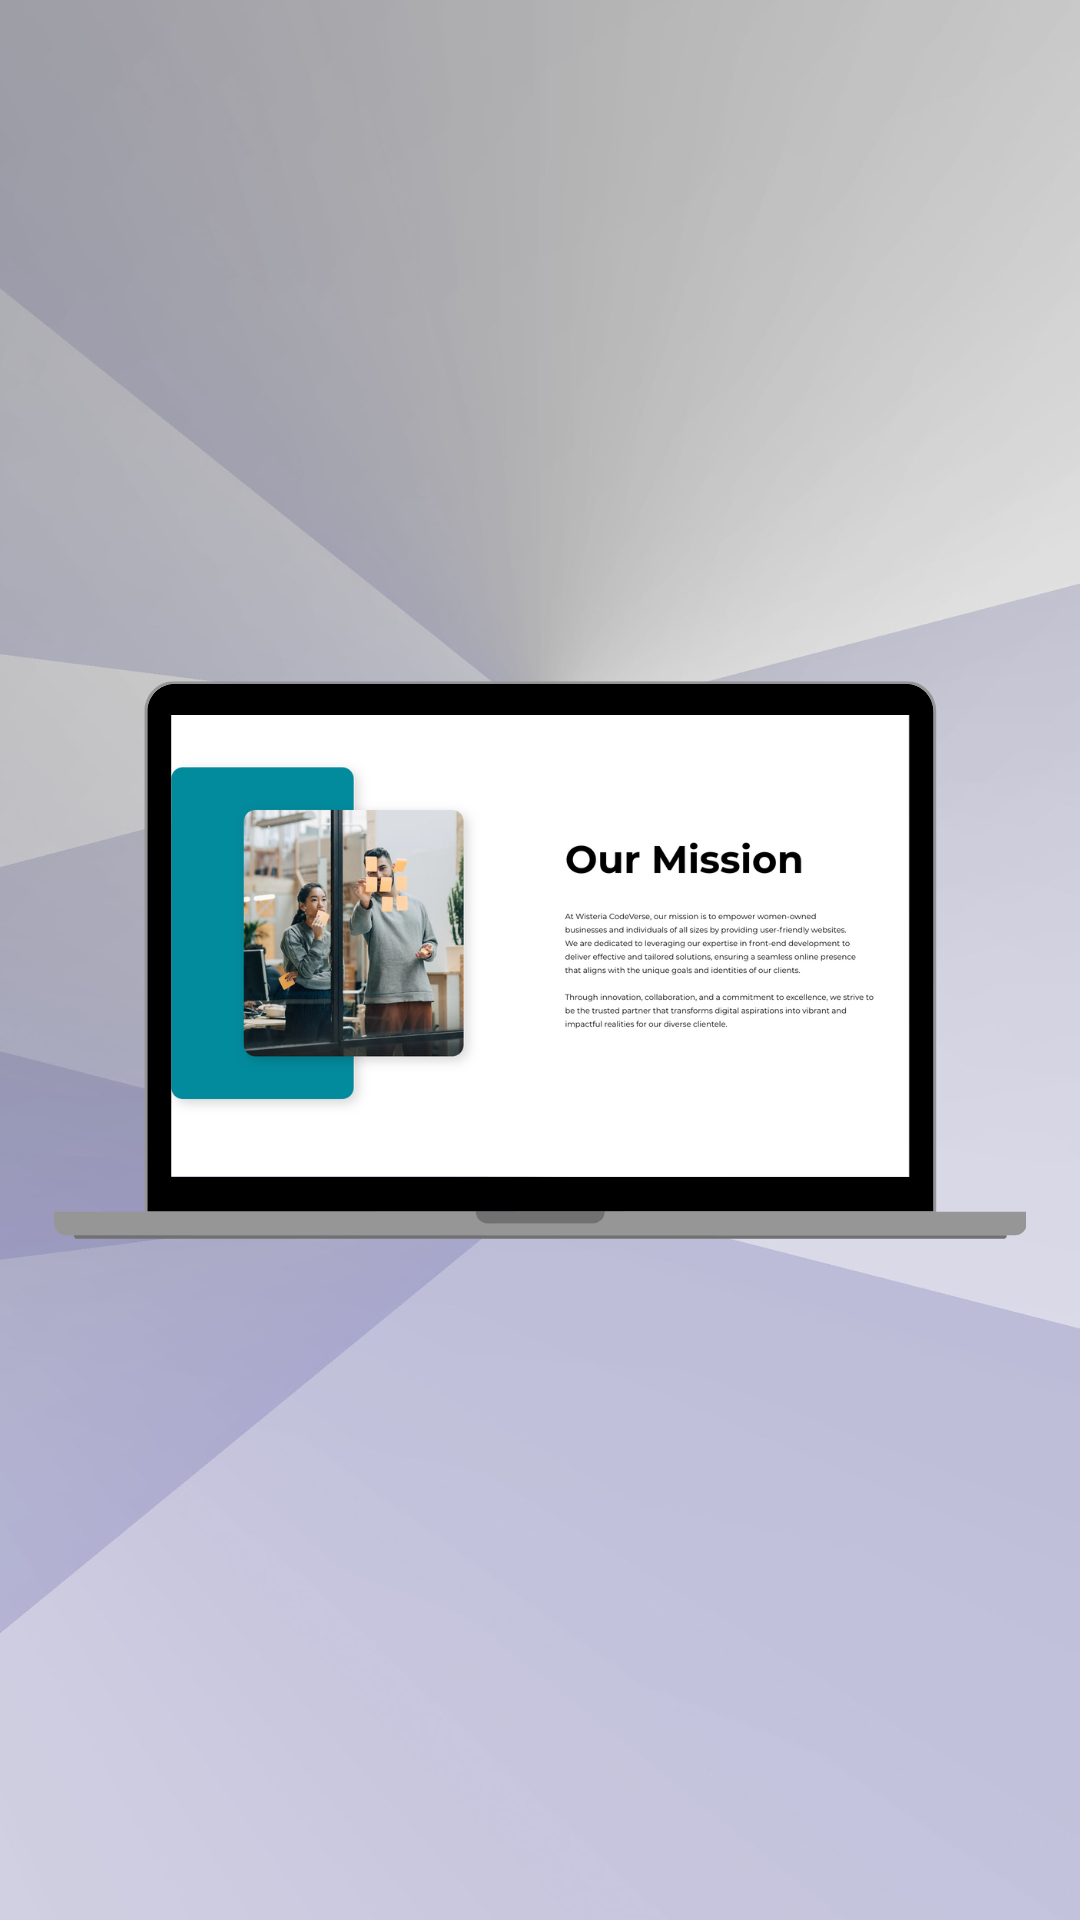 Our Mission
At Wisteria CodeVerse, our mission is to empower women-owned
businesses and individuals of all sizes by providing user-friendly websites.
We are dedicated to leveraging our expertise in front-end development to
deliver effective and tailored solutions, ensuring a seamless online presence
that aligns with the unique goals and identities of our clients.
Through innovation, collaboration, and a commitment to excellence, we strive to
be the trusted partner that transforms digital aspirations into vibrant and
impactful realities for our diverse clientele.